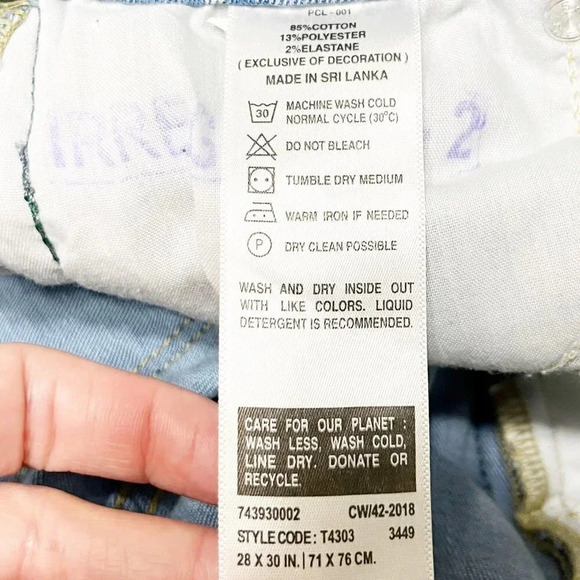 PCL - 001
85%COTTON
13%POLYESTER
2%ELASTANE
( EXCLUSIVE OF DECORATION )
MADE IN SRI LANKA
30
MACHINE WASH COLD
NORMAL CYCLE (30°C)
DO NOT BLEACH
TUMBLE DRY MEDIUM
WARM IRON IF NEEDED
P
DRY CLEAN POSSIBLE
IRREG
2
WASH AND DRY INSIDE OUT
WITH LIKE COLORS. LIQUID
DETERGENT IS RECOMMENDED.
CARE FOR OUR PLANET :
WASH LESS, WASH COLD,
LINE DRY. DONATE OR
RECYCLE.
743930002 CW/42-2018
STYLE CODE : T4303 3449
28 X 30 IN. | 71 X 76 CM.